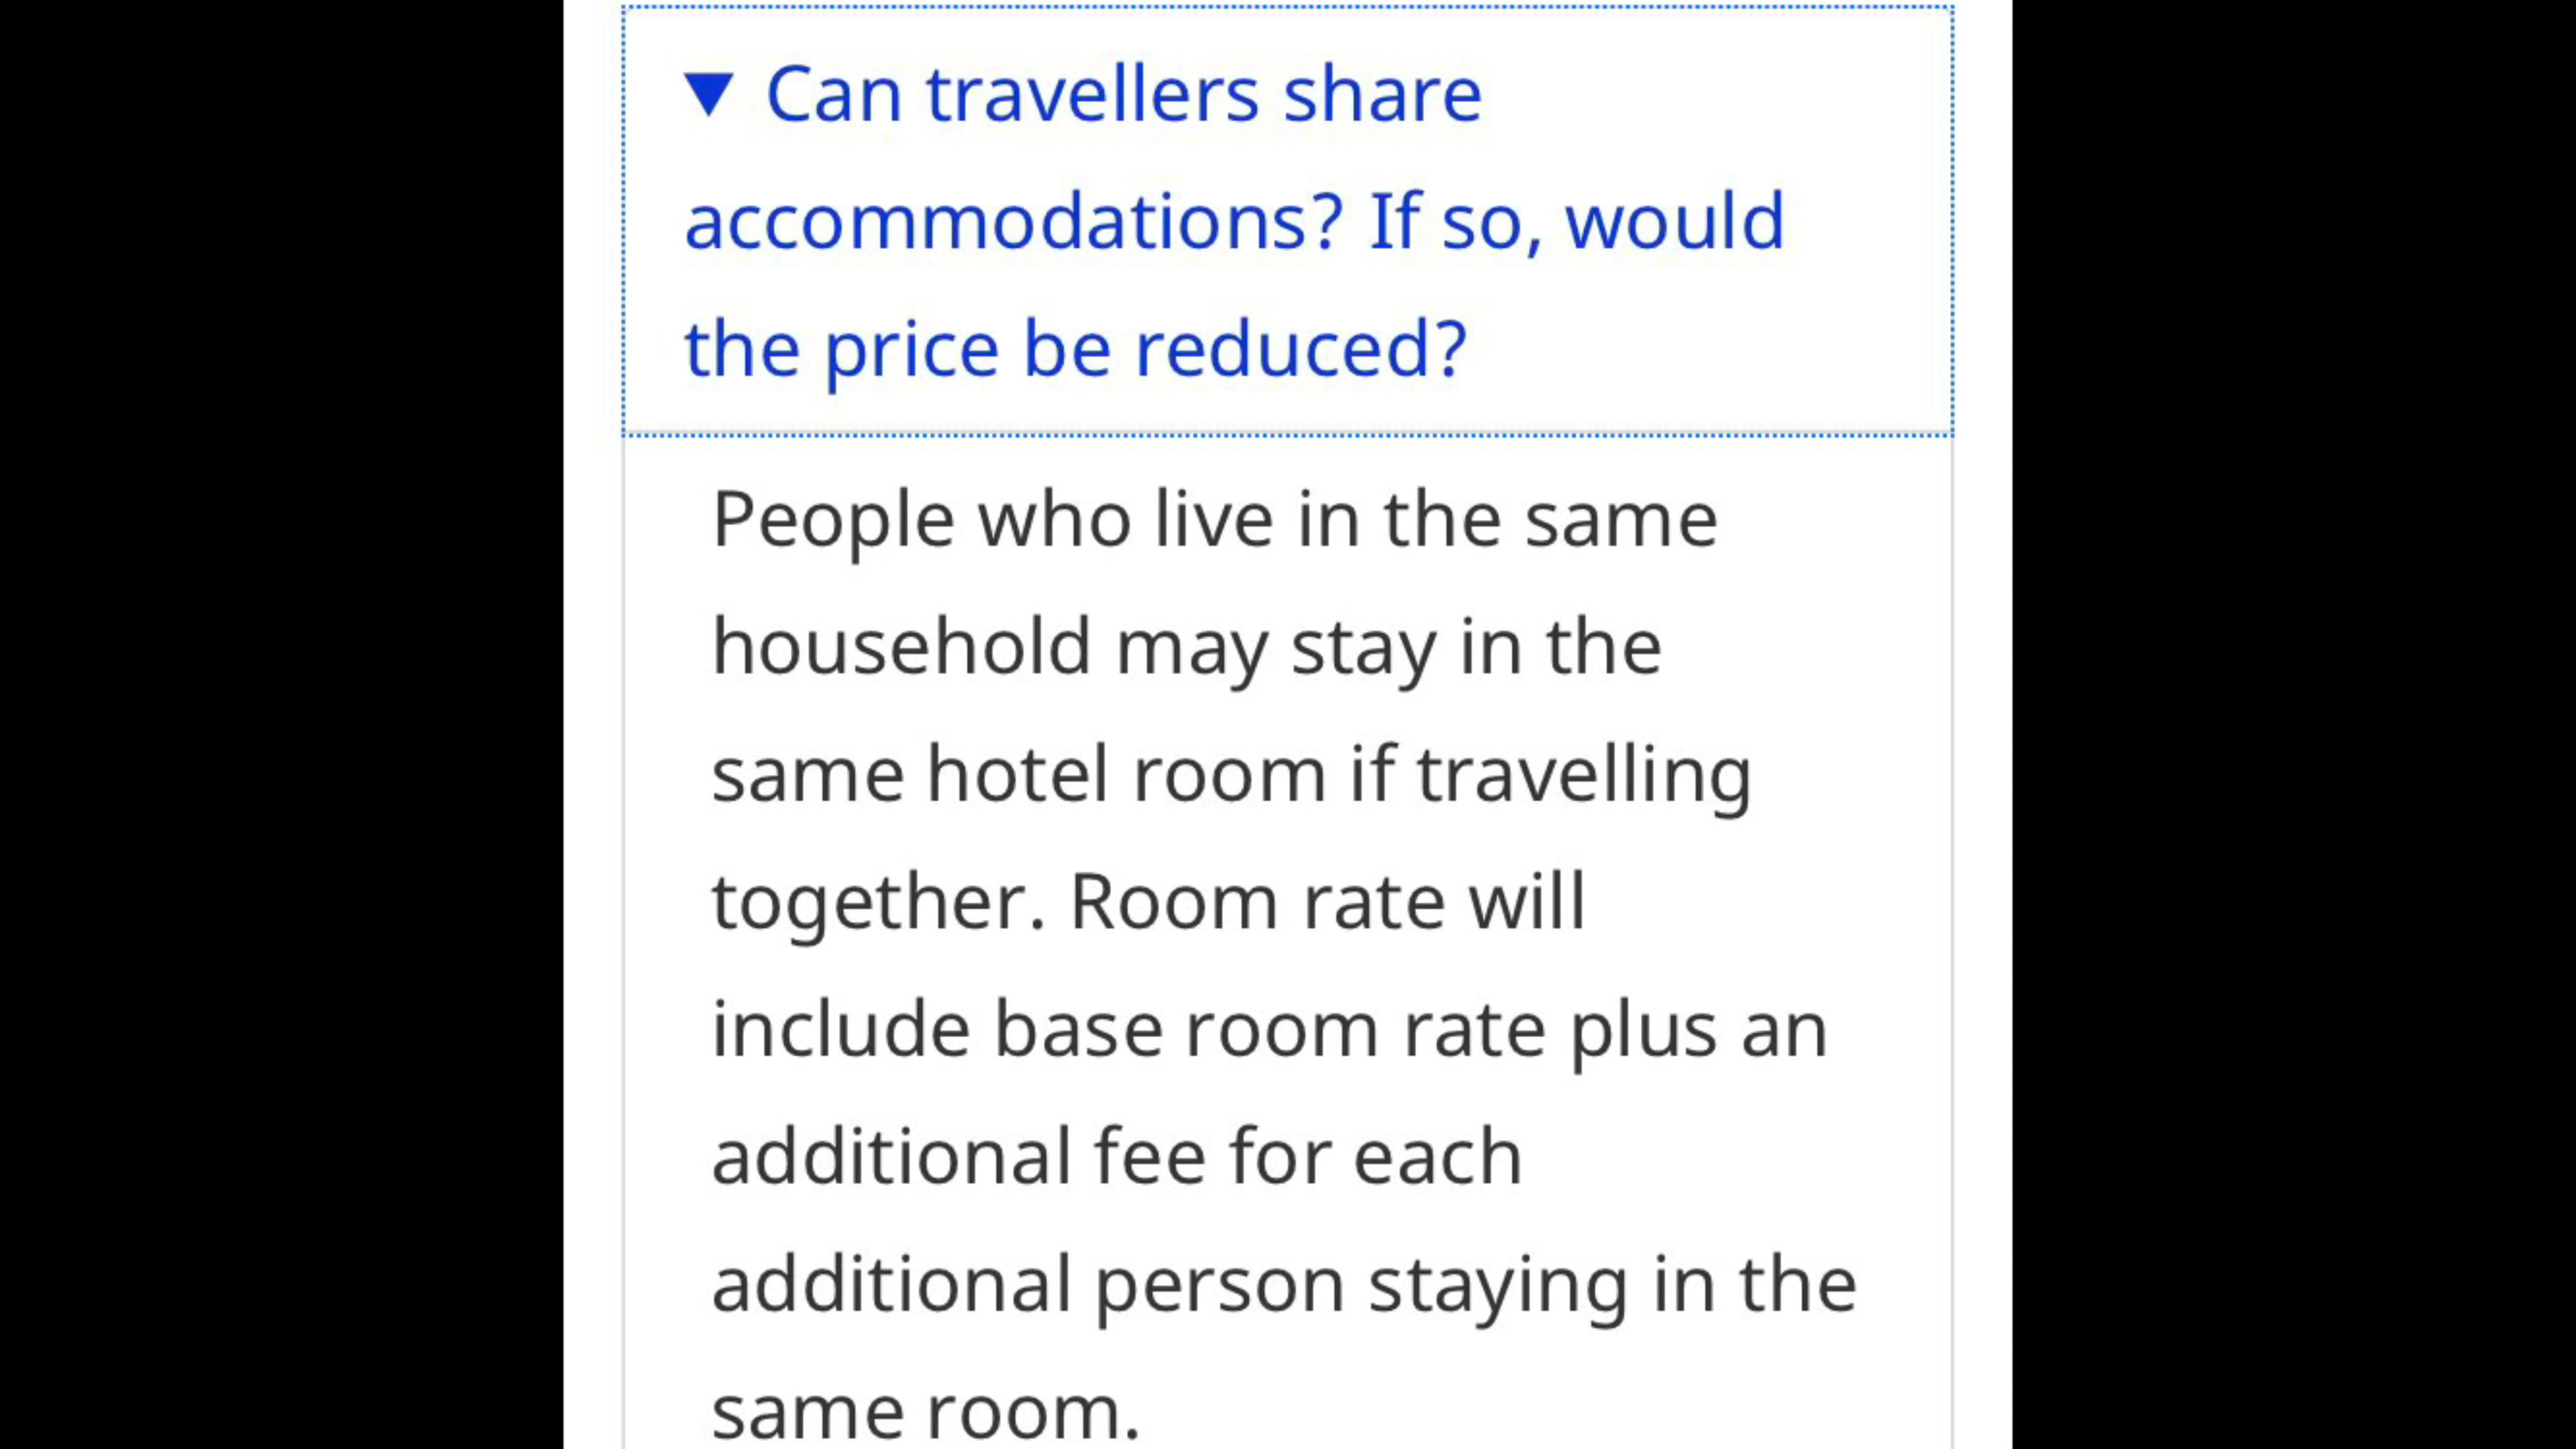 ▼ Can travellers share
accommodations? If so, would
the price be reduced?
People who live in the same
household may stay in the
same hotel room if travelling
together. Room rate will
include base room rate plus an
additional fee for each
additional person staying in the
same room.